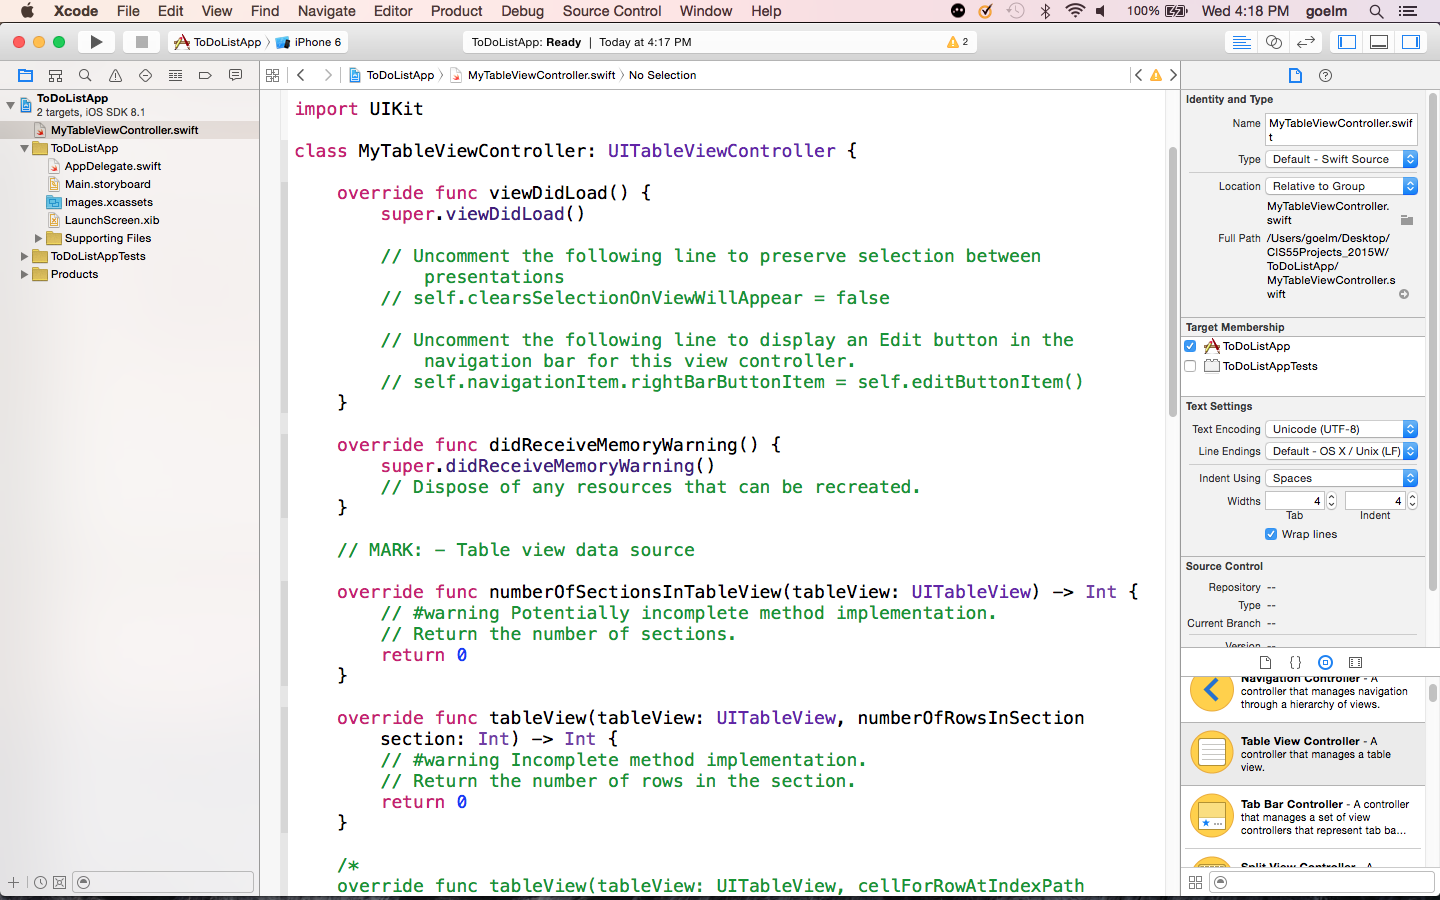 Xcode File Edit View Find Navigate Editor Product Debug Source Control Window Help 100% Wed 4:18 PM goelm
ToDoListApp iPhone 6 ToDoListApp: Ready | Today at 4:17 PM 2
ToDoListApp MyTableViewController.swift No Selection
ToDoListApp
2 targets, iOS SDK 8.1
MyTableViewController.swift
ToDoListApp
AppDelegate.swift
Main.storyboard
Images.xcassets
LaunchScreen.xib
Supporting Files
ToDoListAppTests
Products
import UIKit
class MyTableViewController: UITableViewController {
override func viewDidLoad() {
super.viewDidLoad()
// Uncomment the following line to preserve selection between
presentations
// self.clearsSelectionOnViewWillAppear = false
// Uncomment the following line to display an Edit button in the
navigation bar for this view controller.
// self.navigationItem.rightBarButtonItem = self.editButtonItem()
}
override func didReceiveMemoryWarning() {
super.didReceiveMemoryWarning()
// Dispose of any resources that can be recreated.
}
// MARK: - Table view data source
override func numberOfSectionsInTableView(tableView: UITableView) -> Int {
// #warning Potentially incomplete method implementation.
// Return the number of sections.
return 0
}
override func tableView(tableView: UITableView, numberOfRowsInSection
section: Int) -> Int {
// #warning Incomplete method implementation.
// Return the number of rows in the section.
return 0
}
/*
override func tableView(tableView: UITableView, cellForRowAtIndexPath
Identity and Type
Name MyTableViewController.swif
t
Type Default - Swift Source
Location Relative to Group
MyTableViewController.
swift
Full Path /Users/goelm/Desktop/
CIS55Projects_2015W/
ToDoListApp/
MyTableViewController.s
wift
Target Membership
ToDoListApp
ToDoListAppTests
Text Settings
Text Encoding Unicode (UTF-8)
Line Endings Default - OS X / Unix (LF)
Indent Using Spaces
Widths 4 4
Tab Indent
Wrap lines
Source Control
Repository --
Type --
Current Branch --
Version --
Navigation Controller - A
controller that manages navigation
through a hierarchy of views.
Table View Controller - A
controller that manages a table
view.
Tab Bar Controller - A controller
that manages a set of view
controllers that represent tab ba...
Split View Controller - A